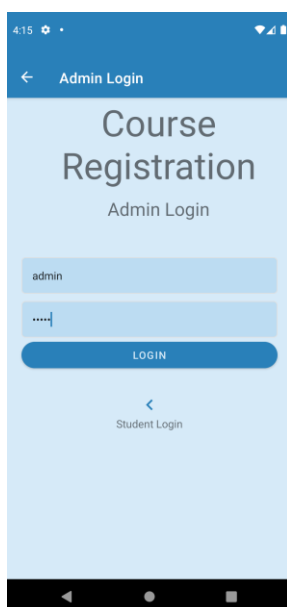 4:15
Admin Login
Course
Registration
Admin Login
admin
•••••
LOGIN
Student Login